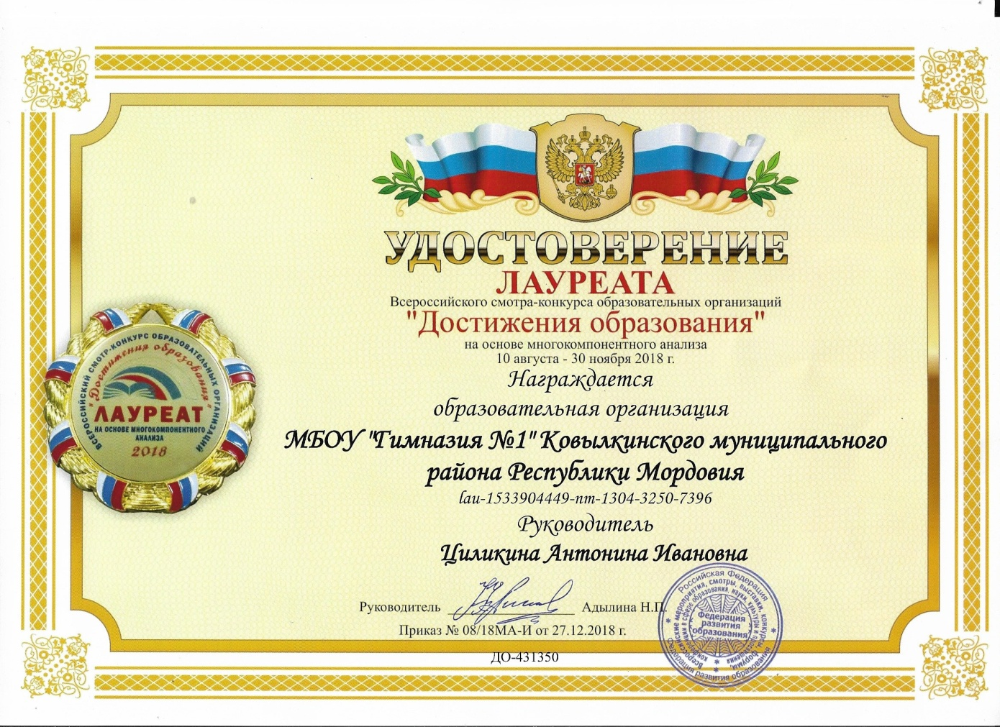 УДОСТОВЕРЕНИЕ
ЛАУРЕАТА
Всероссийского смотра-конкурса образовательных организаций
"Достижения образования"
на основе многокомпонентного анализа
10 августа - 30 ноября 2018 г.
Награждается
образовательная организация
МБОУ "Гимназия №1" Ковылкинского муниципального
района Республики Мордовия
lau-1533904449-nm-1304-3250-7396
Руководитель
Циликина Антонина Ивановна
Руководитель Адылина Н.П.
Приказ № 08/18МА-И от 27.12.2018 г.
ДО-431350
ВСЕРОССИЙСКИЙ СМОТР-КОНКУРС ОБРАЗОВАТЕЛЬНЫХ ОРГАНИЗАЦИЙ
"Достижения образования"
ЛАУРЕАТ
НА ОСНОВЕ МНОГОКОМПОНЕНТНОГО
АНАЛИЗА
2018
Российская Федерация
Федерация развития образования
Всероссийские мероприятия, смотры, выставки, конкурсы, форумы,
конференции в сфере образования, науки, культуры и просвещения
Федерация
развития
образования